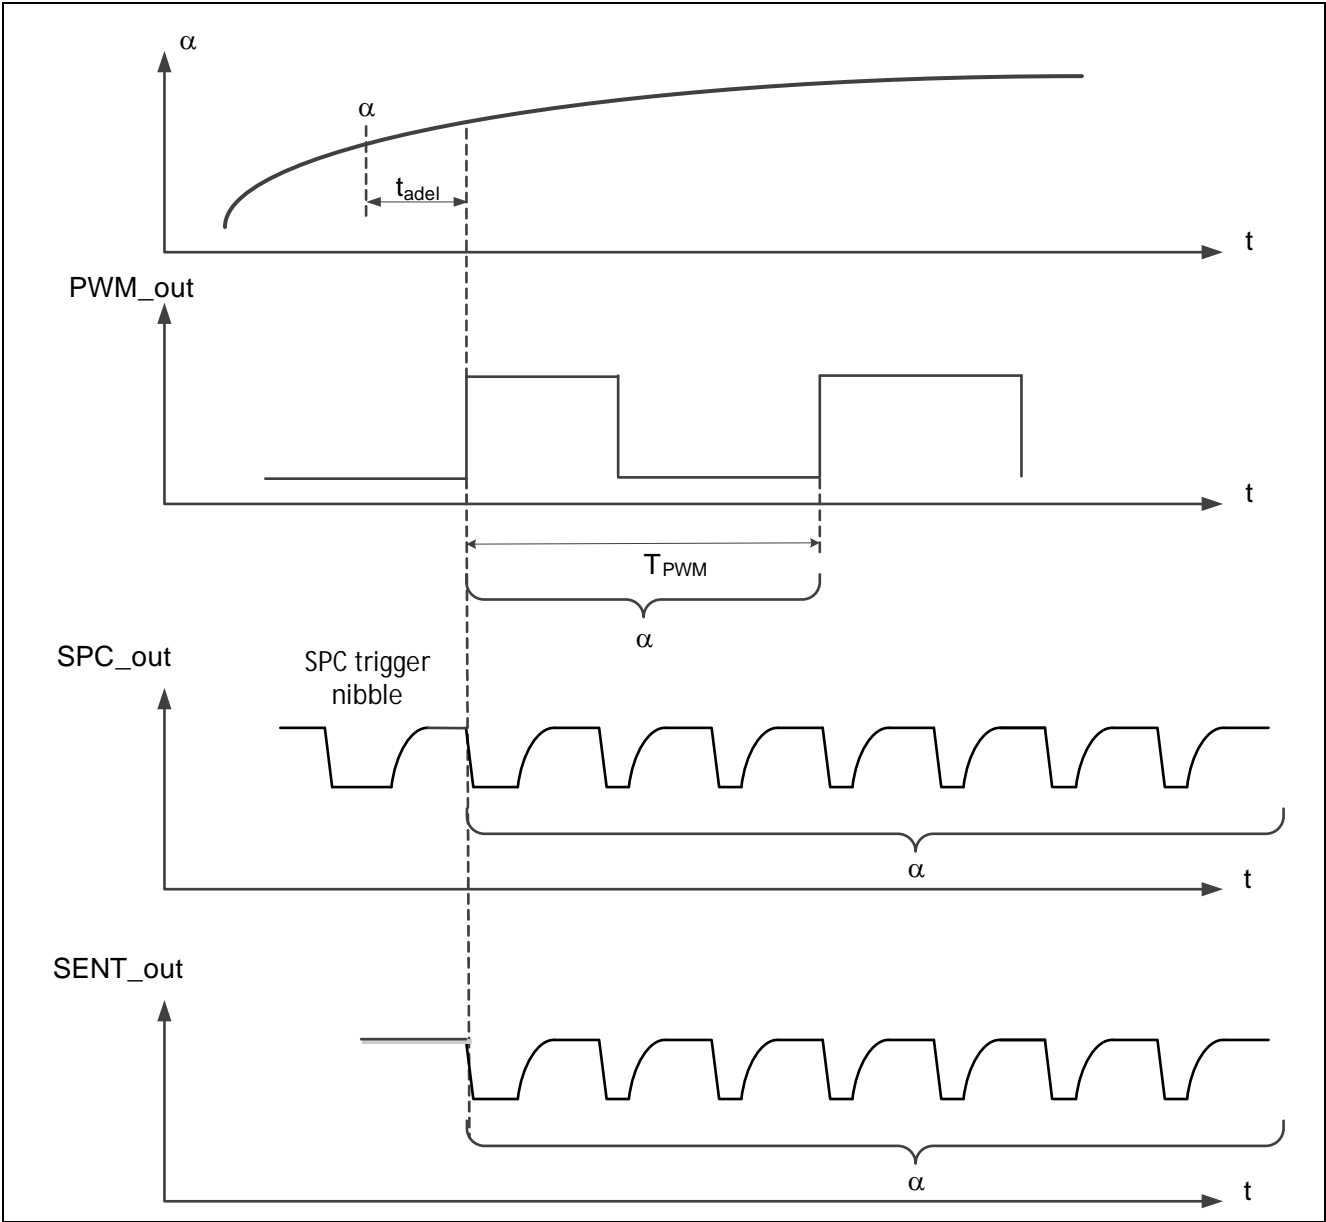 α
α
t_adel
t
PWM_out
t
T_PWM
α
SPC_out
SPC trigger
nibble
α
t
SENT_out
α
t